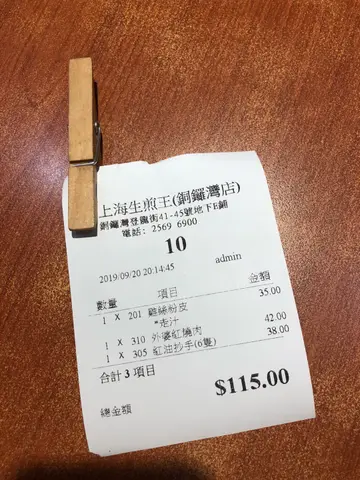 上海生煎王(銅鑼灣店)
銅鑼灣登龍街41-45號地下E舖
電話: 2569 6900
10
2019/09/20 20:14:45 admin
數量 項目 金額
1 X 201 雞絲粉皮 35.00
*走汁
1 X 310 外婆紅燒肉 42.00
1 X 305 紅油抄手(6隻) 38.00
合計 3 項目
總金額 $115.00